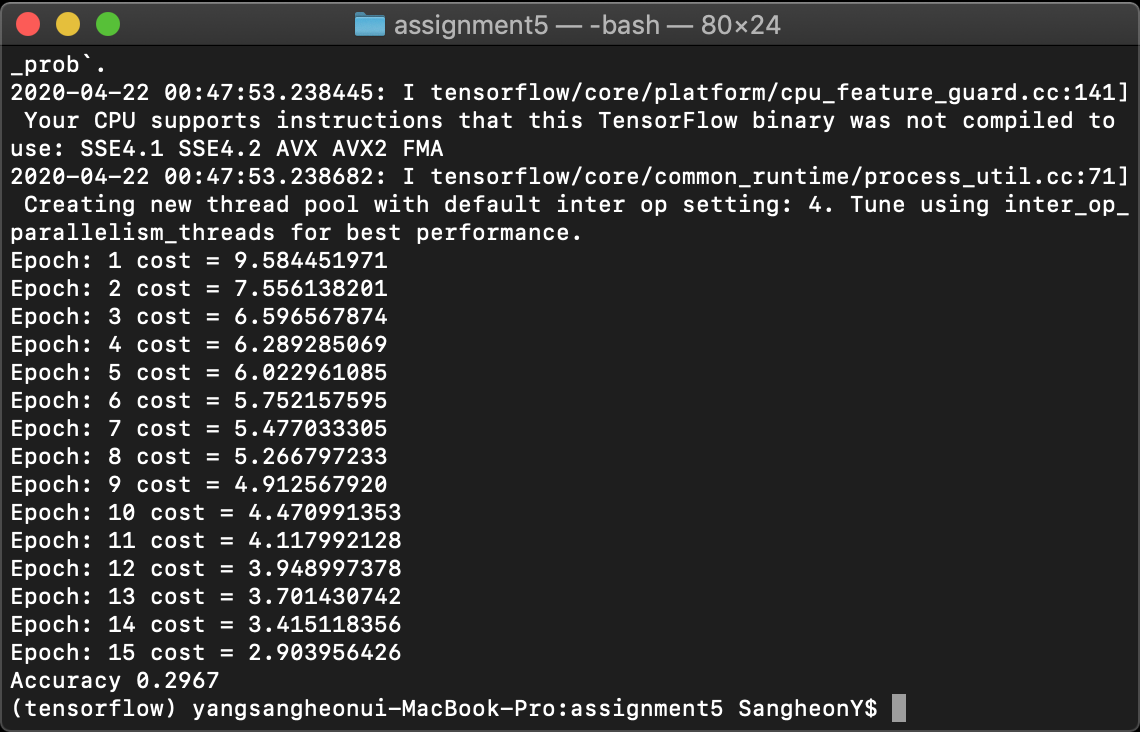 assignment5 — -bash — 80×24
_prob`.
2020-04-22 00:47:53.238445: I tensorflow/core/platform/cpu_feature_guard.cc:141]
 Your CPU supports instructions that this TensorFlow binary was not compiled to
use: SSE4.1 SSE4.2 AVX AVX2 FMA
2020-04-22 00:47:53.238682: I tensorflow/core/common_runtime/process_util.cc:71]
 Creating new thread pool with default inter op setting: 4. Tune using inter_op_
parallelism_threads for best performance.
Epoch: 1 cost = 9.584451971
Epoch: 2 cost = 7.556138201
Epoch: 3 cost = 6.596567874
Epoch: 4 cost = 6.289285069
Epoch: 5 cost = 6.022961085
Epoch: 6 cost = 5.752157595
Epoch: 7 cost = 5.477033305
Epoch: 8 cost = 5.266797233
Epoch: 9 cost = 4.912567920
Epoch: 10 cost = 4.470991353
Epoch: 11 cost = 4.117992128
Epoch: 12 cost = 3.948997378
Epoch: 13 cost = 3.701430742
Epoch: 14 cost = 3.415118356
Epoch: 15 cost = 2.903956426
Accuracy 0.2967
(tensorflow) yangsangheonui-MacBook-Pro:assignment5 SangheonY$